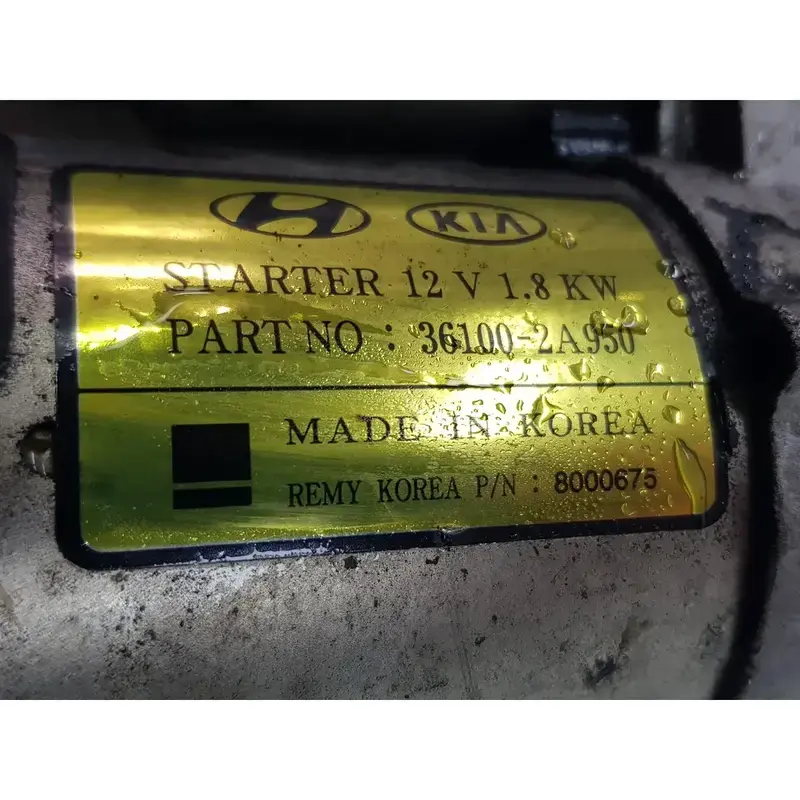 KIA
STARTER 12 V 1.8 KW
PART NO : 36100-2A950
MADE IN KOREA
REMY KOREA P/N : 8000675